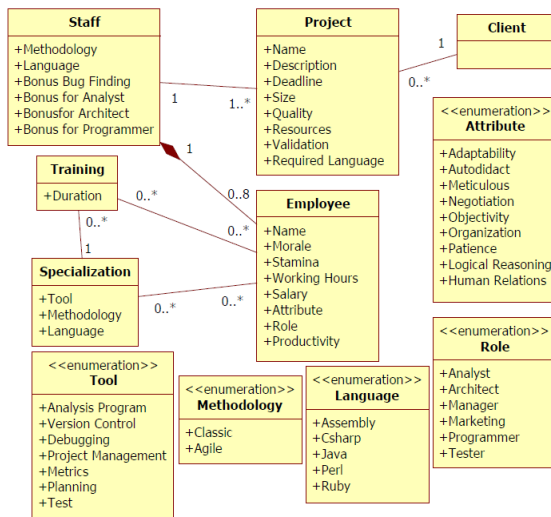 Staff
+Methodology
+Language
+Bonus Bug Finding
+Bonus for Analyst
+Bonusfor Architect
+Bonus for Programmer
Project
+Name
+Description
+Deadline
+Size
+Quality
+Resources
+Validation
+Required Language
Client
1
1..*
1
0..*
1
0..8
<<enumeration>>
Attribute
+Adaptability
+Autodidact
+Meticulous
+Negotiation
+Objectivity
+Organization
+Patience
+Logical Reasoning
+Human Relations
Training
+Duration
0..*
0..*
0..*
1
Employee
+Name
+Morale
+Stamina
+Working Hours
+Salary
+Attribute
+Role
+Productivity
Specialization
+Tool
+Methodology
+Language
0..*
0..*
<<enumeration>>
Tool
+Analysis Program
+Version Control
+Debugging
+Project Management
+Metrics
+Planning
+Test
<<enumeration>>
Methodology
+Classic
+Agile
<<enumeration>>
Language
+Assembly
+Csharp
+Java
+Perl
+Ruby
<<enumeration>>
Role
+Analyst
+Architect
+Manager
+Marketing
+Programmer
+Tester